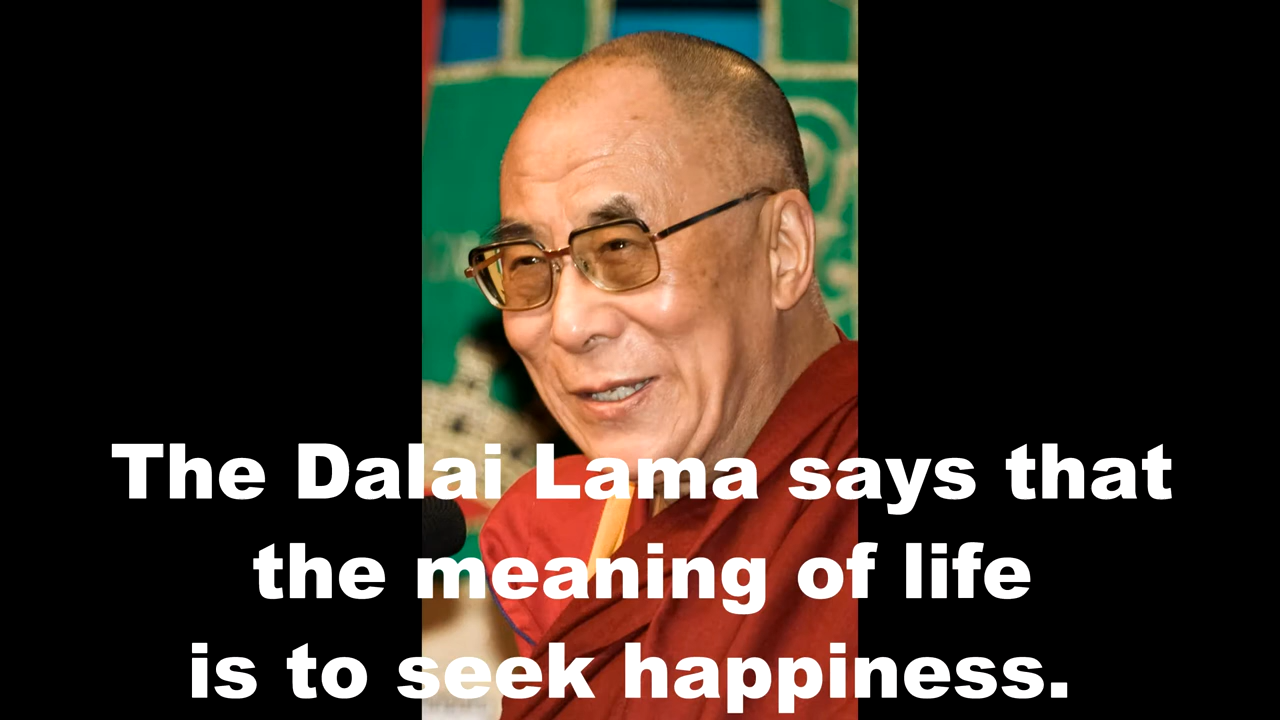 The Dalai Lama says that
the meaning of life
is to seek happiness.